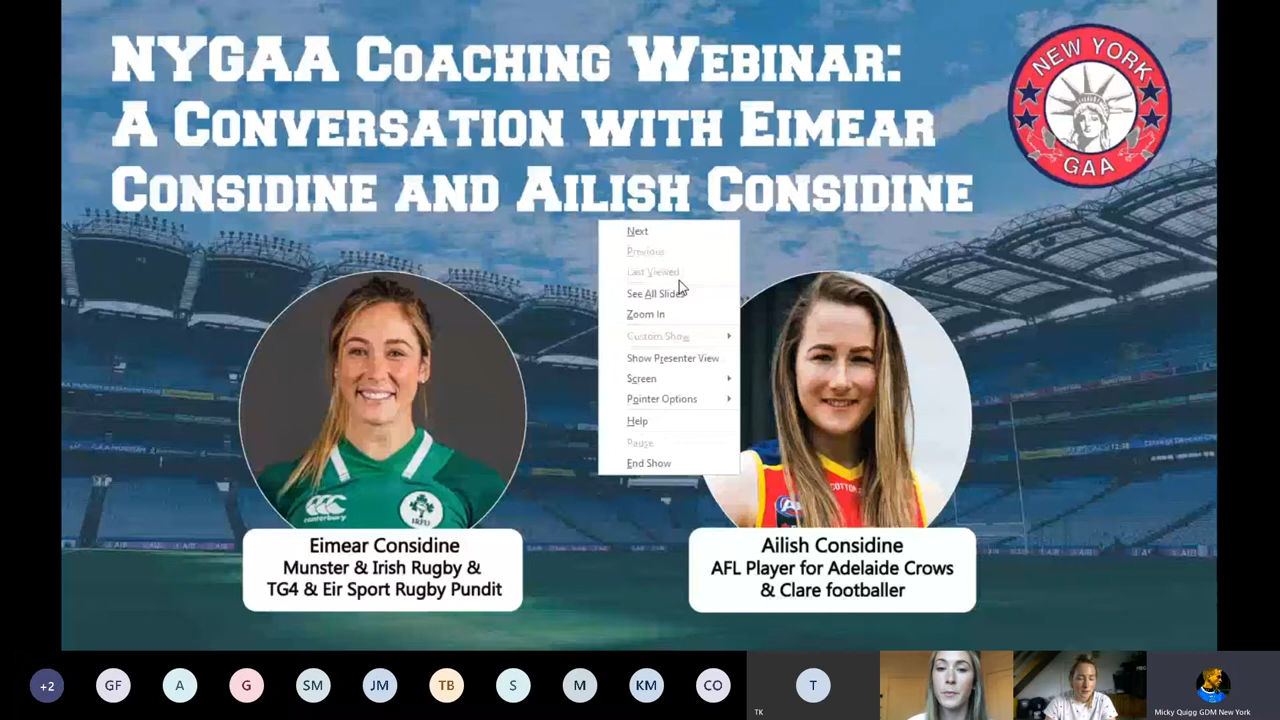 NYGAA COACHING WEBINAR:
A CONVERSATION WITH EIMEAR
CONSIDINE AND AILISH CONSIDINE
NEW YORK
GAA
Next
Previous
Last Viewed
See All Slides
Zoom In
Custom Show
Show Presenter View
Screen
Pointer Options
Help
Pause
End Show
canterbury
IRFU
COTTON
Eimear Considine
Munster & Irish Rugby &
TG4 & Eir Sport Rugby Pundit
Ailish Considine
AFL Player for Adelaide Crows
& Clare footballer
+2
GF
A
G
SM
JM
TB
S
M
KM
CO
T
TK
Micky Quigg GDM New York